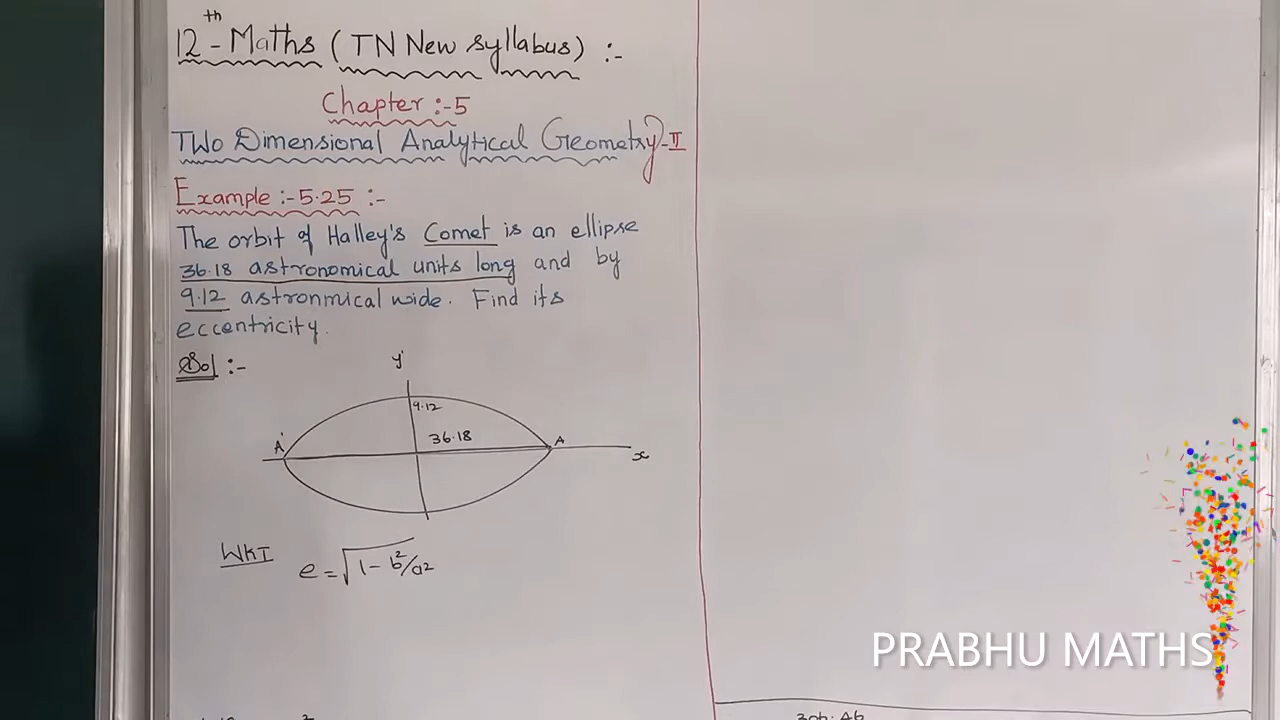 12th - Maths (TN New syllabus) :-
Chapter :- 5
TWo Dimensional Analytical Geometry - II
Example :- 5.25 :-
The orbit of Halley's Comet is an ellipse
36.18 astronomical units long and by
9.12 astronmical wide. Find its
eccentricity.
Sol :-
y
9.12
36.18
A'
A
x
WKT e = √1 - b²/a²
PRABHU MATHS